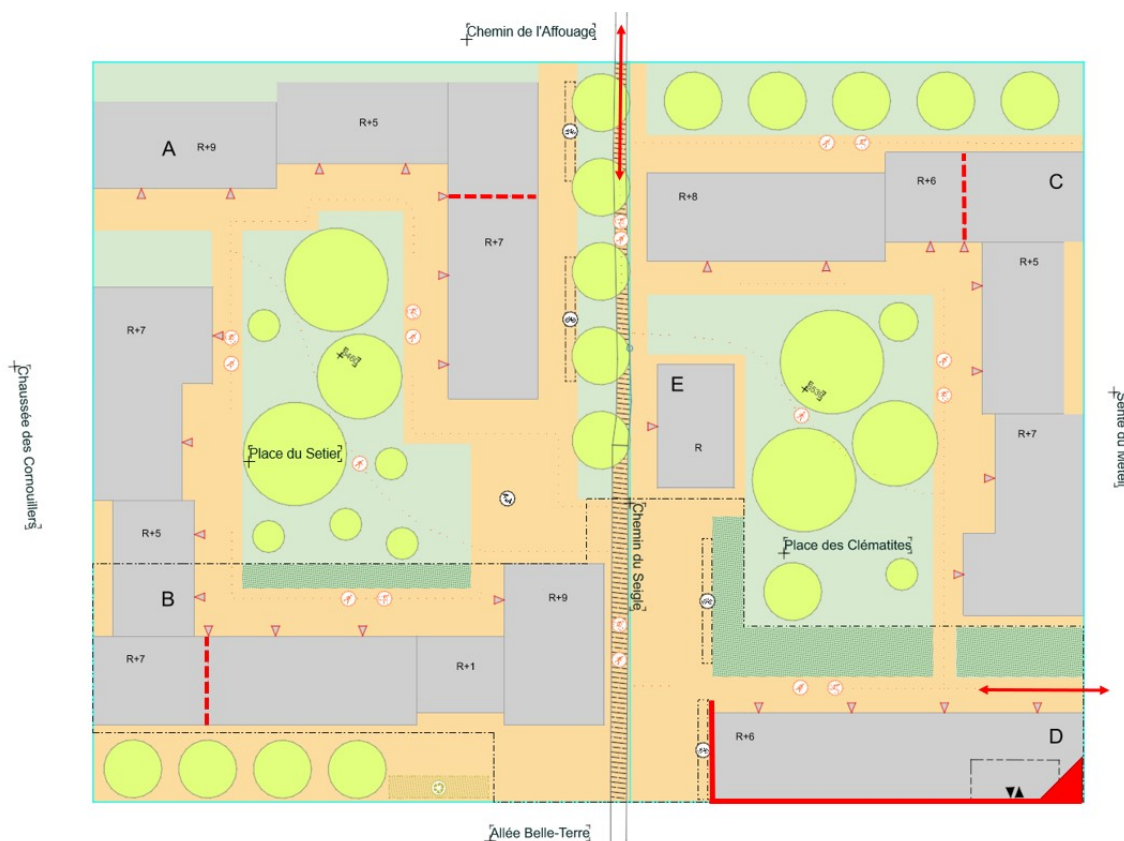 Chemin de l'Affouage
R+5
A
R+9
R+6
C
R+8
R+7
R+5
R+7
E
R+7
Chaussée des Cornouillers
Place du Setier
R
Sente du Méteil
Chemin du Seigle
R+5
Place des Clématites
B
R+9
R+7
R+1
R+6
D
Allée Belle-Terre